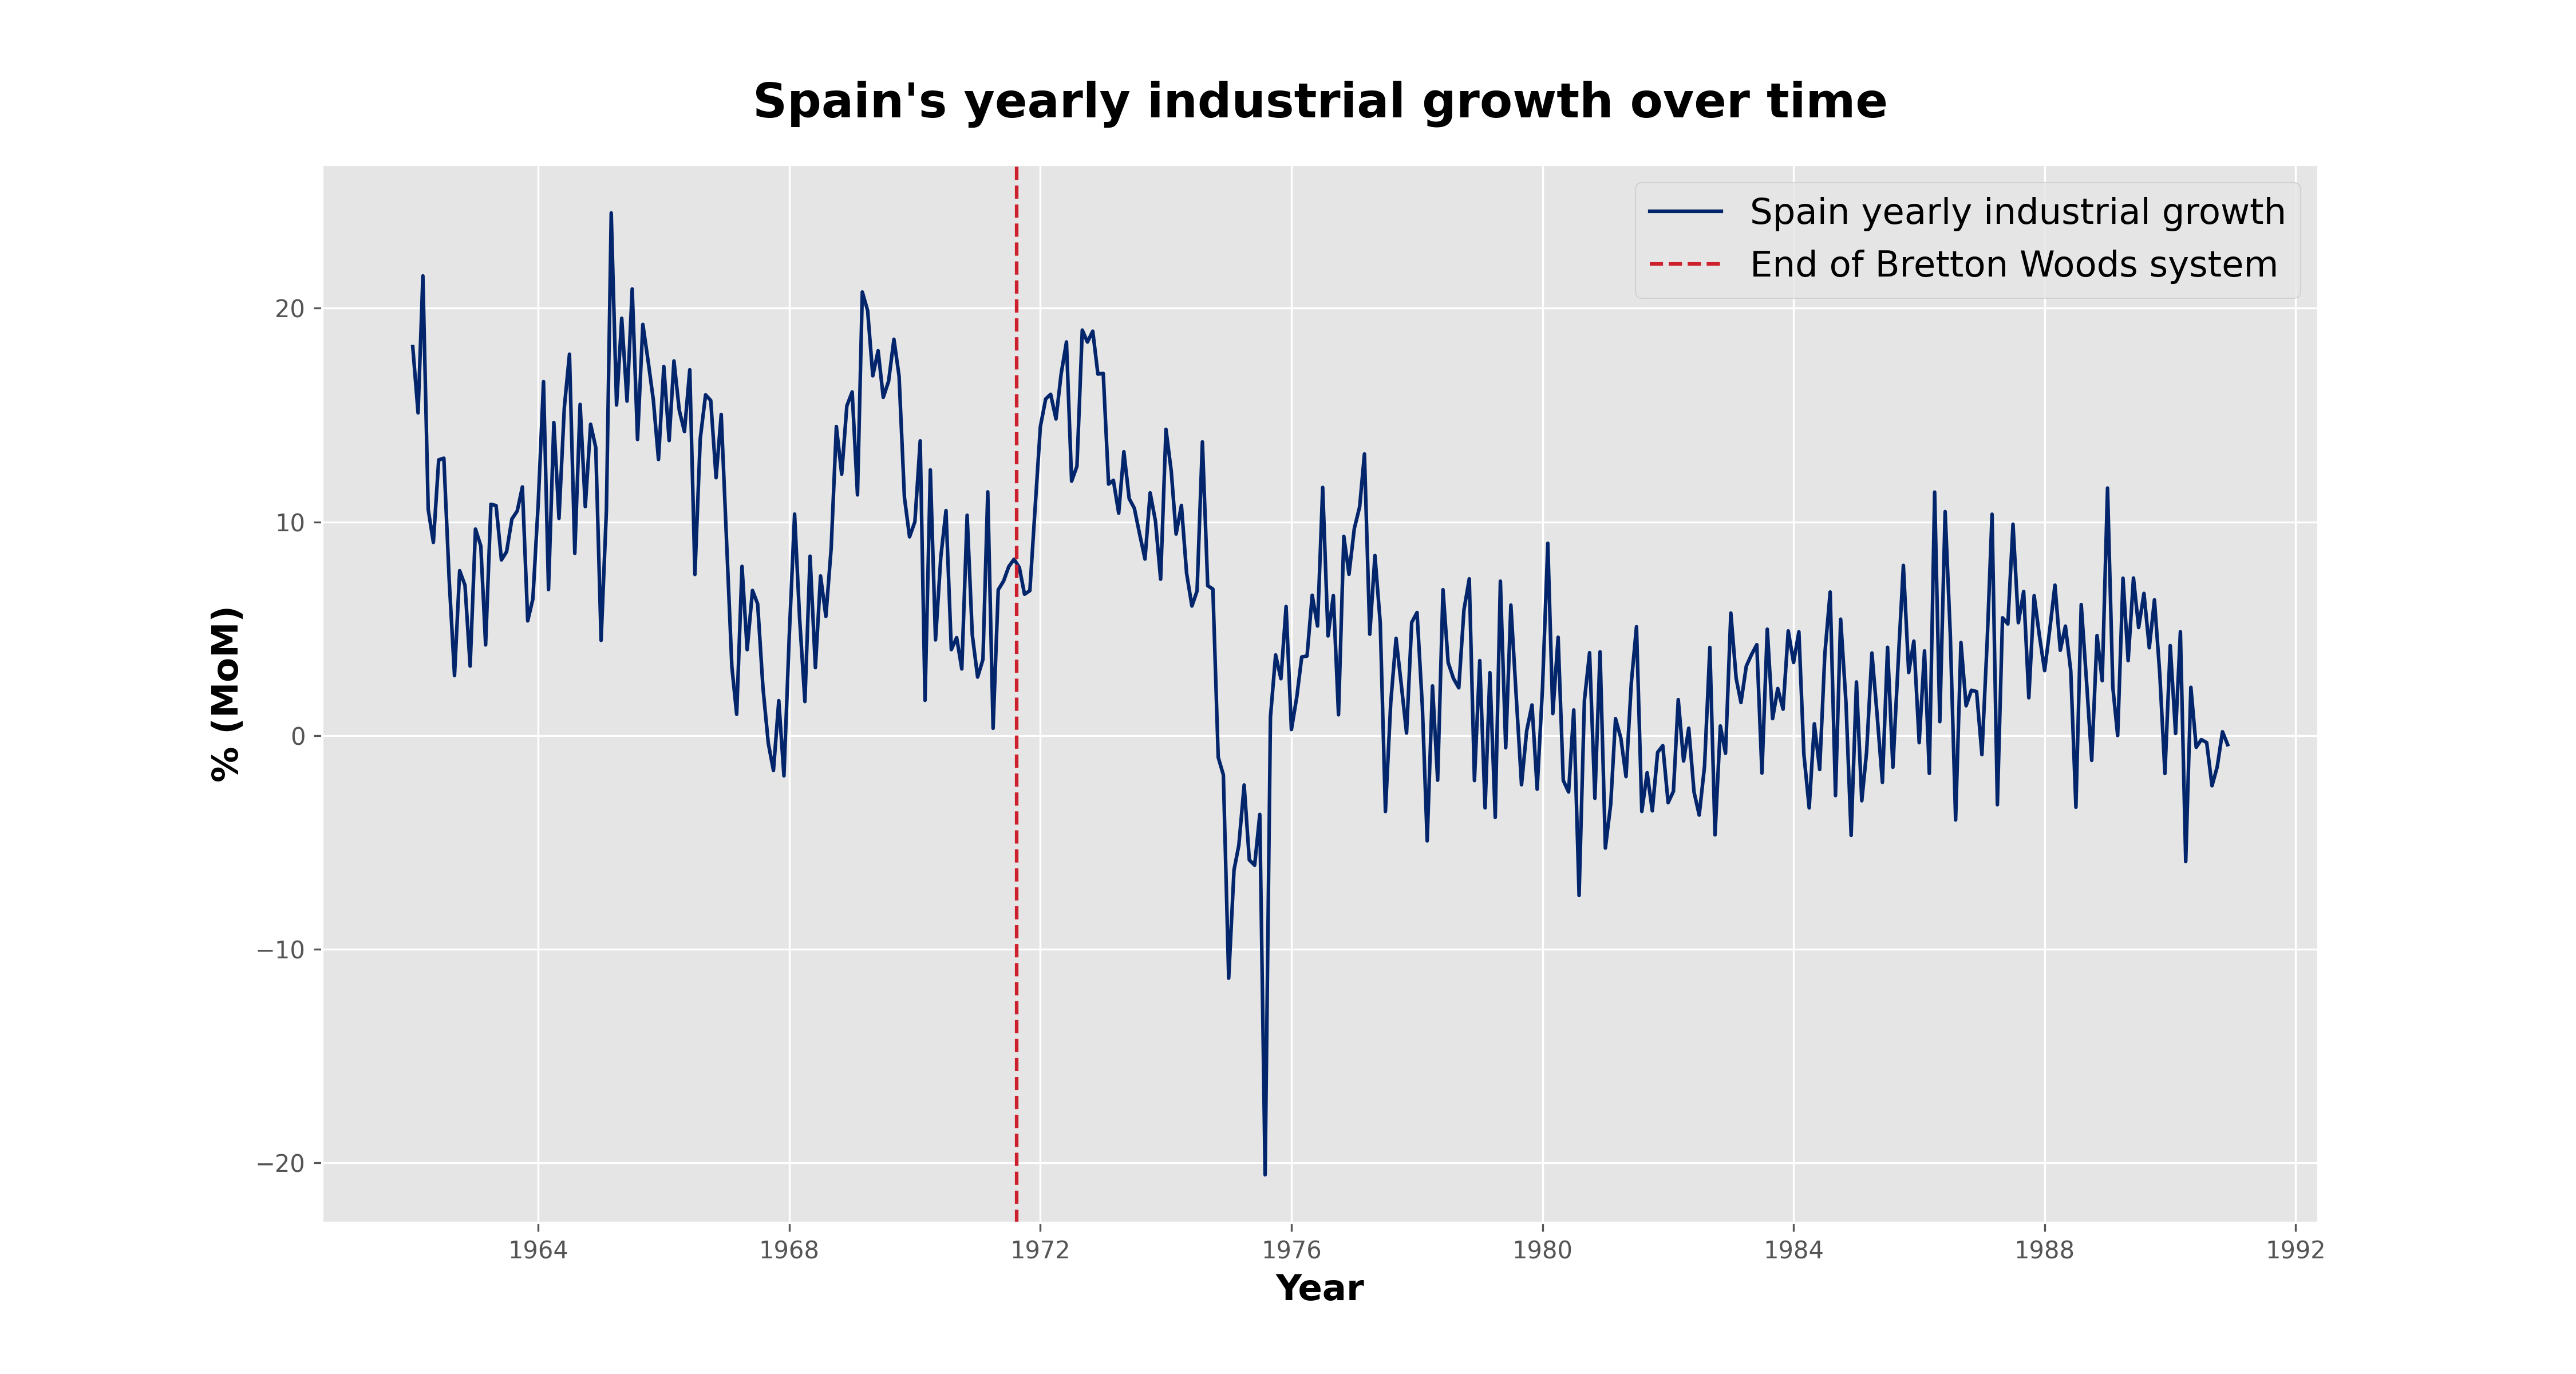 Spain's yearly industrial growth over time
Spain yearly industrial growth
End of Bretton Woods system
% (MoM)
20
10
0
−10
−20
1964
1968
1972
1976
1980
1984
1988
1992
Year